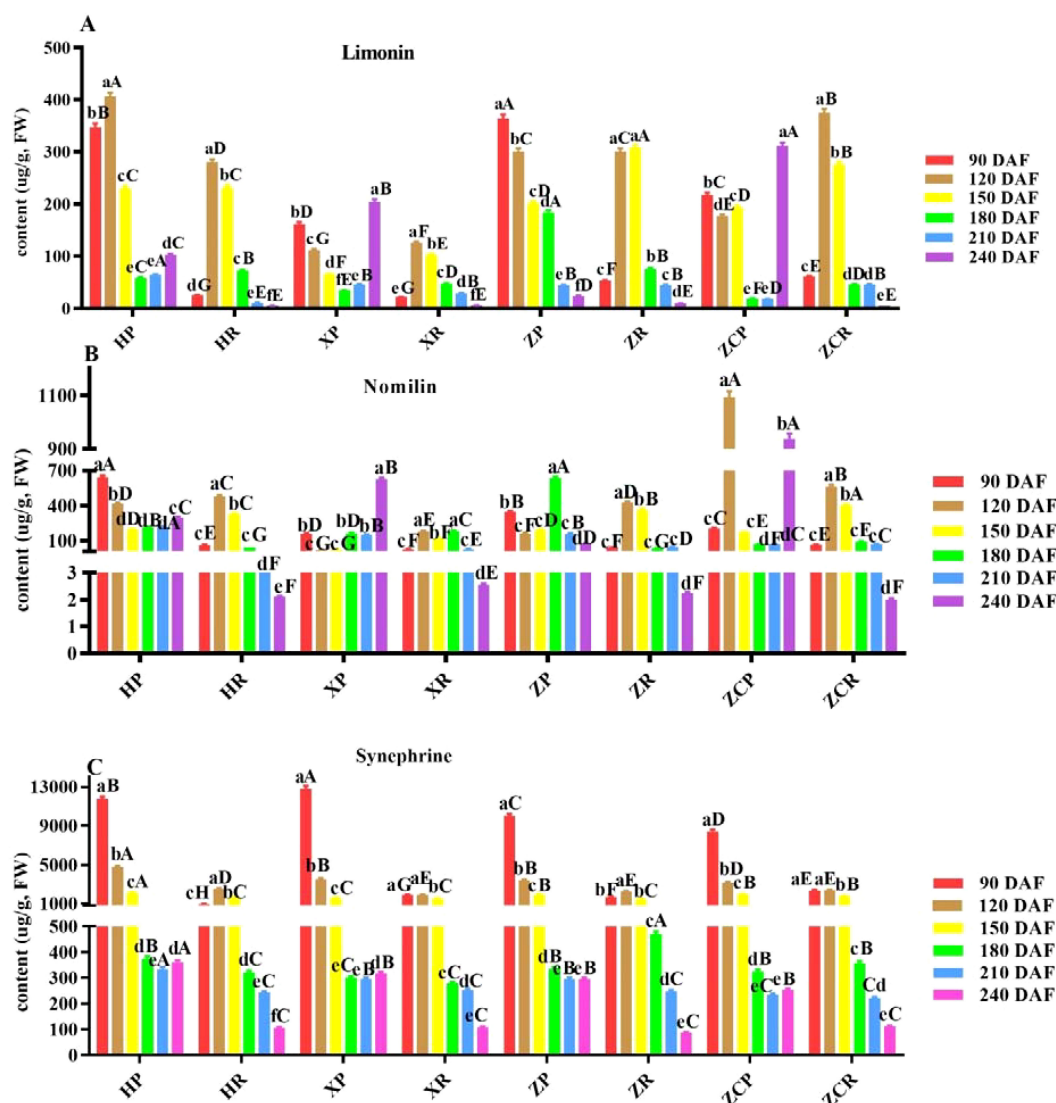 A
Limonin
content (ug/g, FW)
500
400
300
200
100
0
bB aA cC eC eA dC
dG aD bC cB eE fE
bD cG dF fE eB aB
eG aF bE cD dB fE
aA bC cD dA eB fD
cF aC aA bB cB dE
bC dE cD eF eD aA
cE aB bB dD dB eE
HP HR XP XR ZP ZR ZCP ZCR
90 DAF
120 DAF
150 DAF
180 DAF
210 DAF
240 DAF
B
Nomilin
content (ug/g, FW)
1100
900
700
400
100
3
2
1
0
aA bD dD dB dA cC
cE aC bC cG dF eF
bD cG cG bD bB aB
cF aE bF aC cE dE
bB cF cD aA cB dD
cF aD bB cG cD eF
cC aA cE dF dC bA
cE aB bA cE cC dF
HP HR XP XR ZP ZR ZCP ZCR
90 DAF
120 DAF
150 DAF
180 DAF
210 DAF
240 DAF
C
Synephrine
content (ug/g, FW)
13000
9000
5000
1000
500
400
300
200
100
0
aB bA cA dB eA dA
cH aD bC dC eC fC
aA bB cC eC eB dB
aG aE bC cC dC eC
aC bB cB dB eB eB
bF aE bC cA dC eC
aD bD cB dB eC eB
aE aE bB cB Cd eC
HP HR XP XR ZP ZR ZCP ZCR
90 DAF
120 DAF
150 DAF
180 DAF
210 DAF
240 DAF